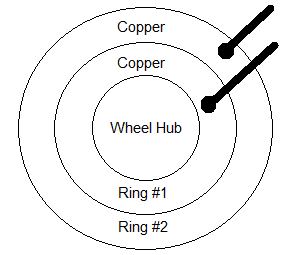 Copper
Copper
Wheel Hub
Ring #1
Ring #2